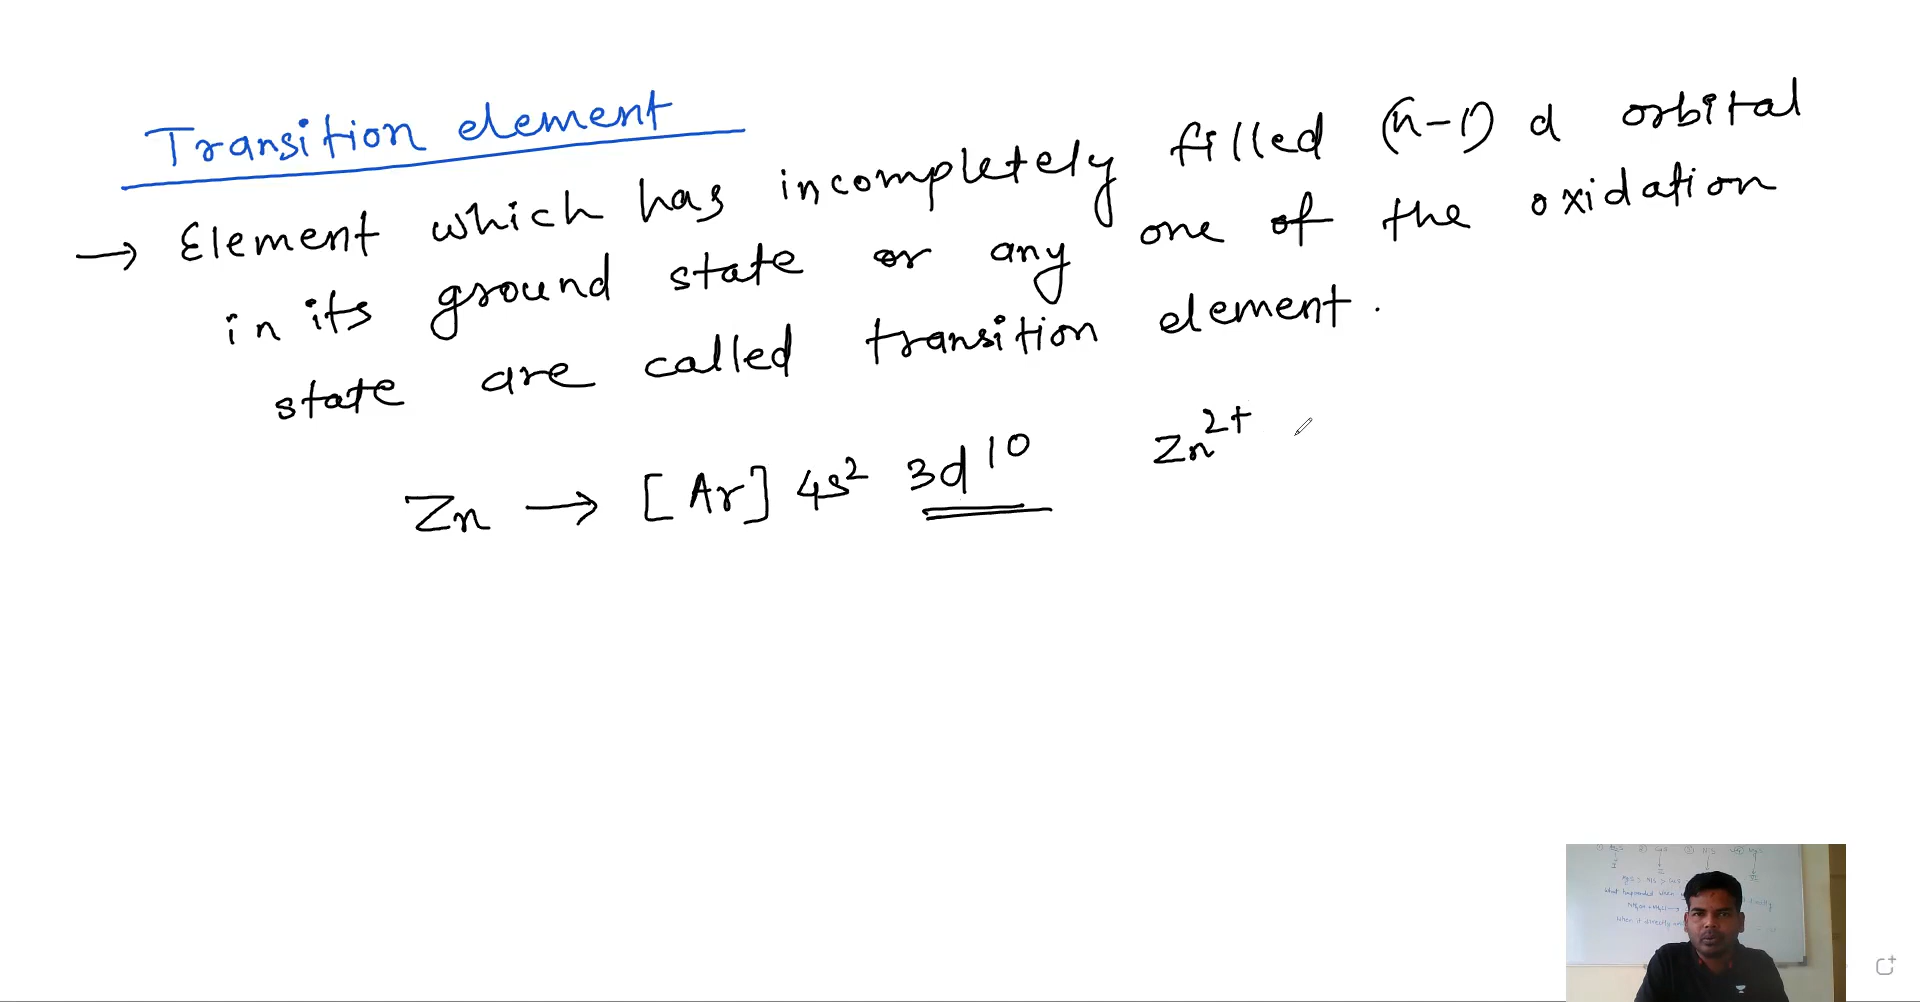 Transition element
→ Element which has incompletely filled (n-1) d orbital
in its ground state or any one of the oxidation
state are called transition element.
Zn → [Ar] 4s² 3d¹⁰ Zn²⁺